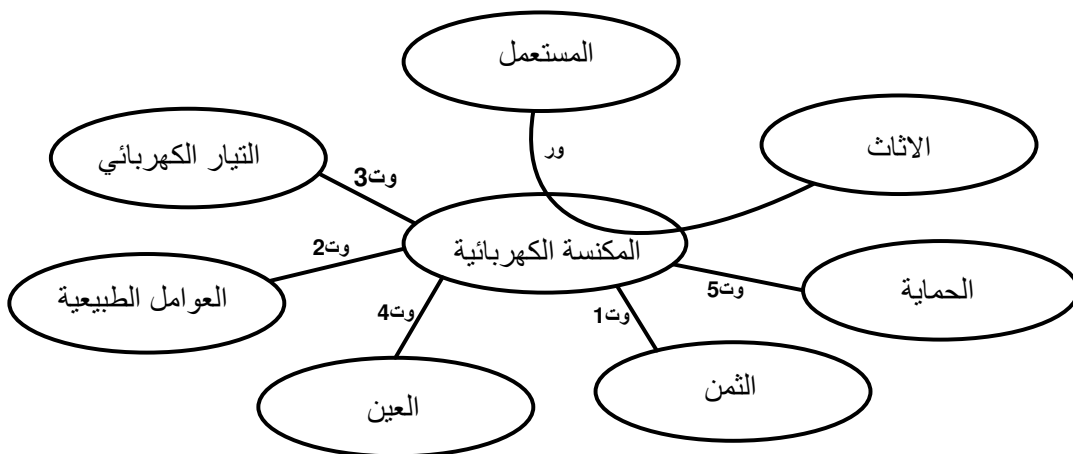 المستعمل
الاثاث
ور
التيار الكهربائي
وت3
المكنسة الكهربائية
وت2
العوامل الطبيعية
الحماية
وت5
وت4
وت1
الثمن
العين